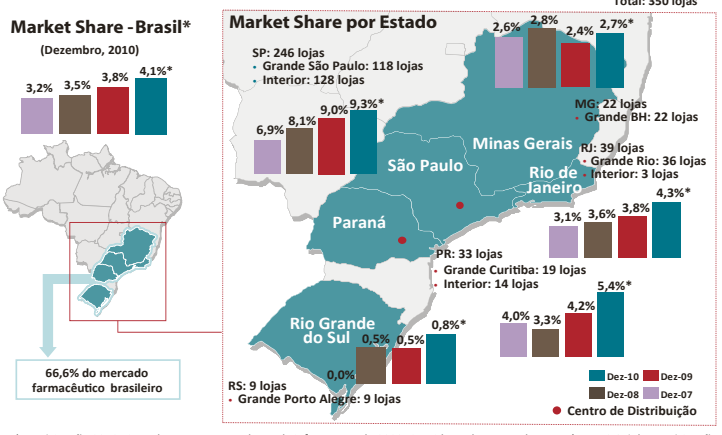 Total: 350 lojas
Market Share -Brasil*
(Dezembro, 2010)
3,2% 3,5% 3,8% 4,1%*
66,6% do mercado
farmacêutico brasileiro
Market Share por Estado
SP: 246 lojas
• Grande São Paulo: 118 lojas
• Interior: 128 lojas
6,9% 8,1% 9,0% 9,3%*
2,6% 2,8% 2,4% 2,7%*
MG: 22 lojas
• Grande BH: 22 lojas
Minas Gerais
RJ: 39 lojas
• Grande Rio: 36 lojas
• Interior: 3 lojas
São Paulo
Rio de
Janeiro
3,1% 3,6% 3,8% 4,3%*
Paraná
PR: 33 lojas
• Grande Curitiba: 19 lojas
• Interior: 14 lojas
4,0% 3,3% 4,2% 5,4%*
Rio Grande
do Sul
0,0% 0,5% 0,5% 0,8%*
RS: 9 lojas
• Grande Porto Alegre: 9 lojas
Dez-10 Dez-09
Dez-08 Dez-07
Centro de Distribuição